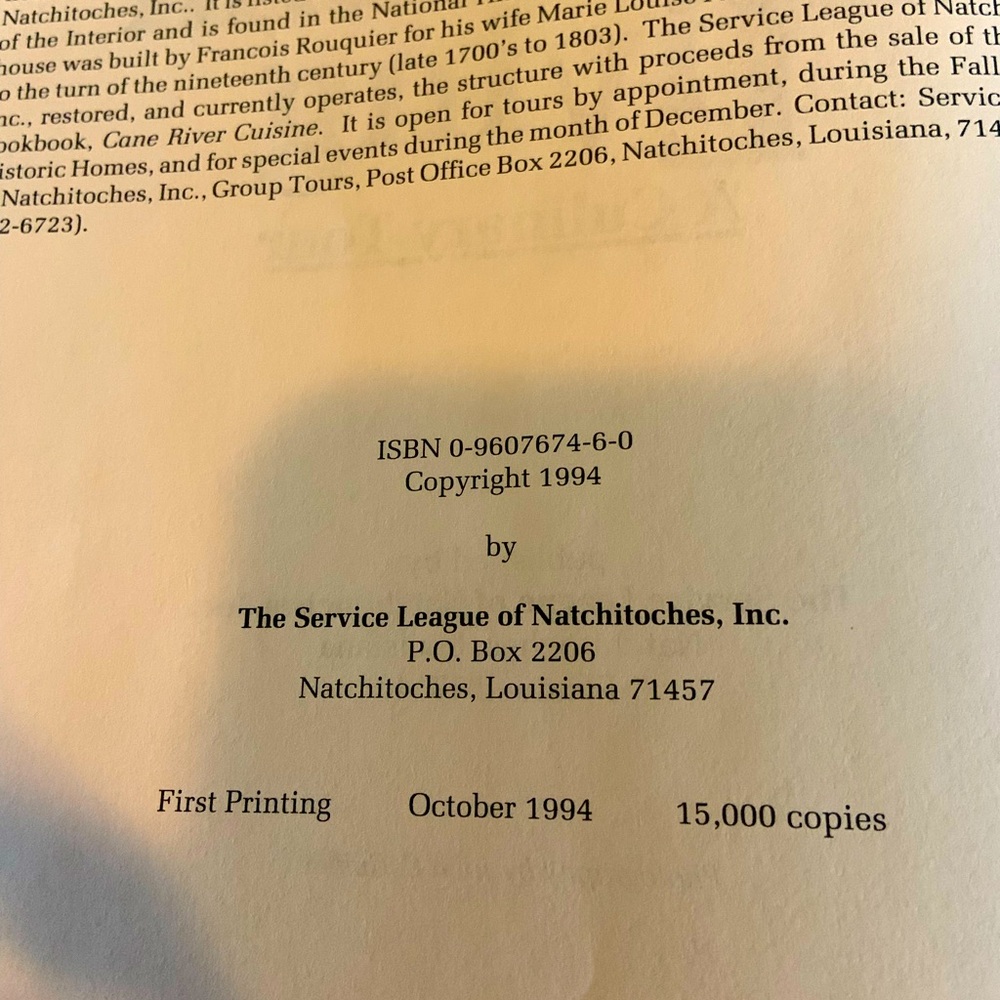 Natchitoches, Inc.. It is
of the Interior and is found in the National
house was built by Francois Rouquier for his wife Marie Louise
o the turn of the nineteenth century (late 1700's to 1803). The Service League of Natch
nc., restored, and currently operates, the structure with proceeds from the sale of th
ookbook, Cane River Cuisine. It is open for tours by appointment, during the Fall
istoric Homes, and for special events during the month of December. Contact: Servic
Natchitoches, Inc., Group Tours, Post Office Box 2206, Natchitoches, Louisiana, 714
2-6723).
ISBN 0-9607674-6-0
Copyright 1994
by
The Service League of Natchitoches, Inc.
P.O. Box 2206
Natchitoches, Louisiana 71457
First Printing October 1994 15,000 copies